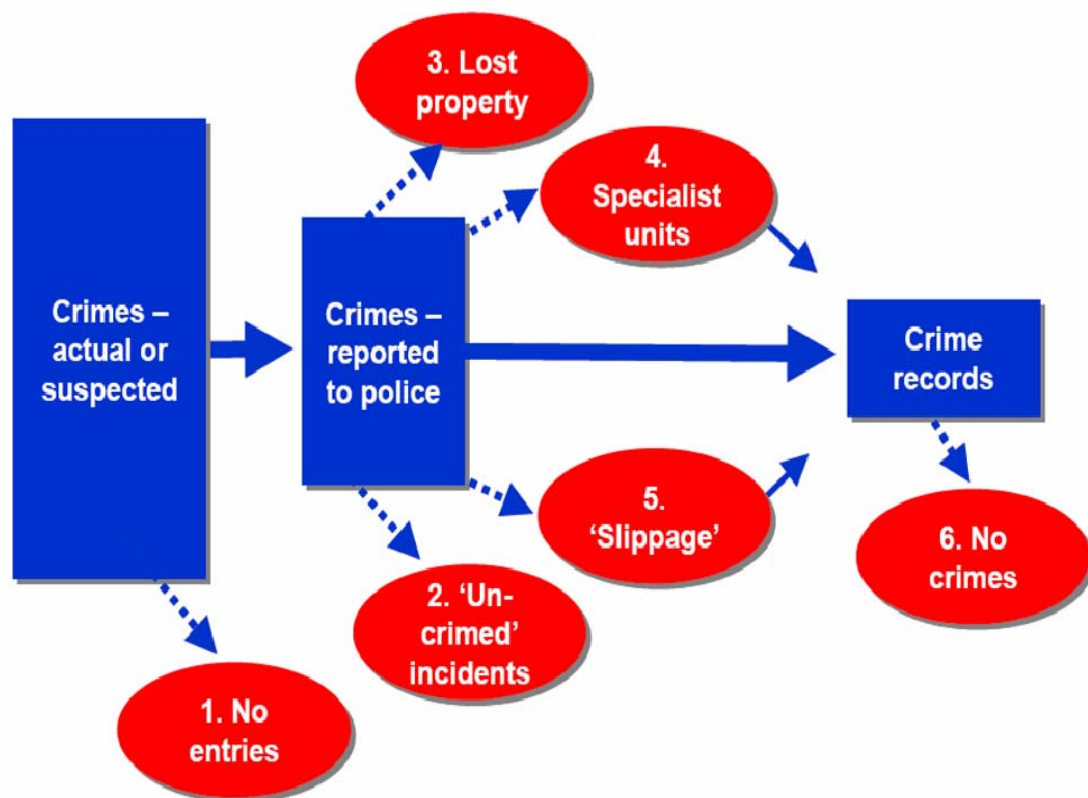 3. Lost
property
4.
Specialist
units
Crimes –
actual or
suspected
Crimes –
reported
to police
Crime
records
5.
‘Slippage’
6. No
crimes
2. ‘Un-
crimed’
incidents
1. No
entries